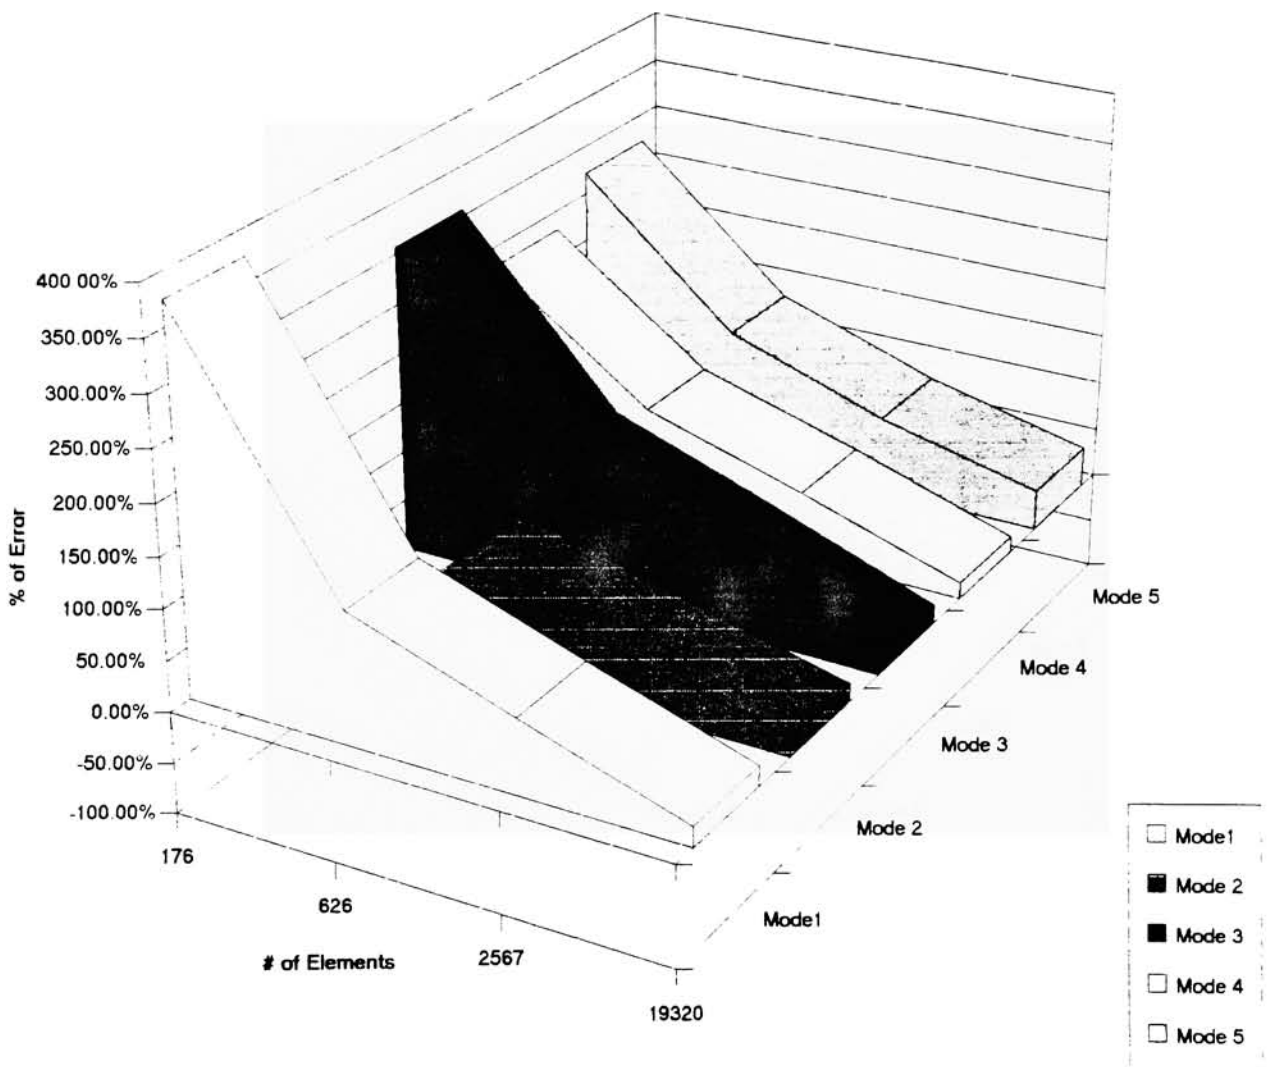 400.00%
350.00%
300.00%
250.00%
200.00%
150.00%
100.00%
50.00%
0.00%
-50.00%
-100.00%
% of Error
176
626
2567
19320
# of Elements
Mode1
Mode 2
Mode 3
Mode 4
Mode 5
Mode1
Mode 2
Mode 3
Mode 4
Mode 5